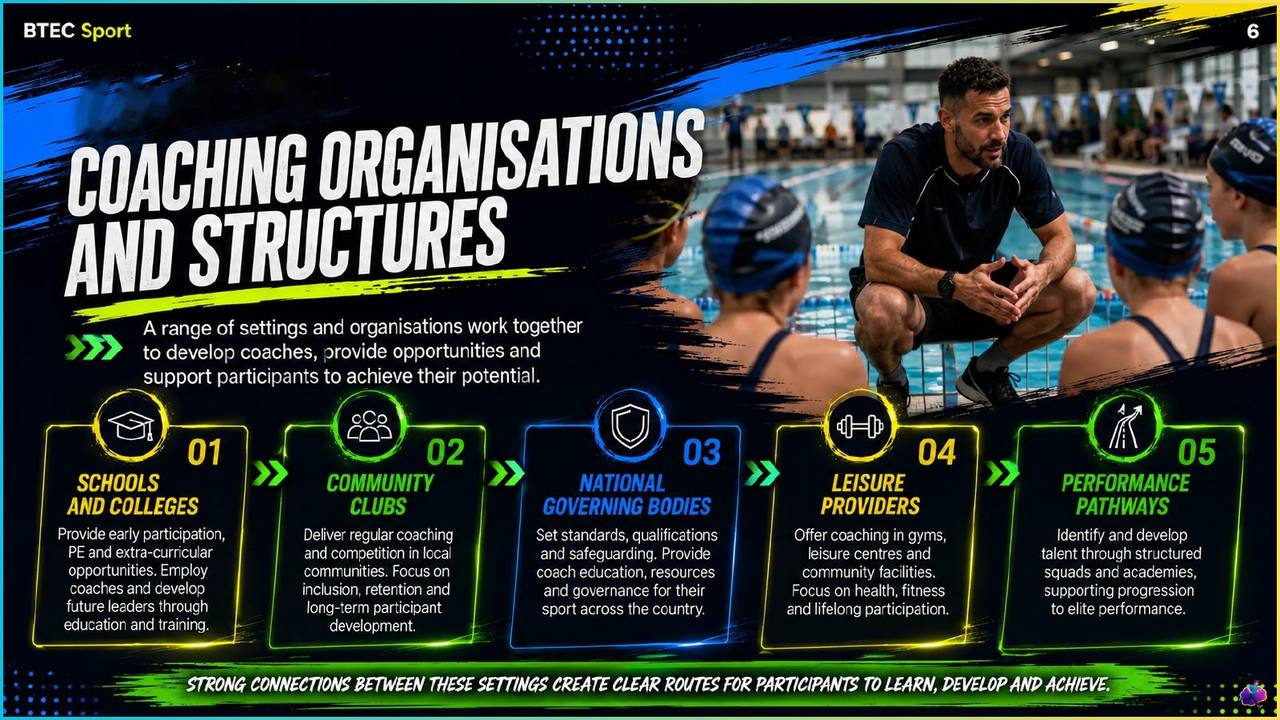 BTEC Sport
6
COACHING ORGANISATIONS
AND STRUCTURES
A range of settings and organisations work together
to develop coaches, provide opportunities and
support participants to achieve their potential.
01
SCHOOLS
AND COLLEGES
Provide early participation,
PE and extra-curricular
opportunities. Employ
coaches and develop
future leaders through
education and training.
02
COMMUNITY
CLUBS
Deliver regular coaching
and competition in local
communities. Focus on
inclusion, retention and
long-term participant
development.
03
NATIONAL
GOVERNING BODIES
Set standards, qualifications
and safeguarding. Provide
coach education, resources
and governance for their
sport across the country.
04
LEISURE
PROVIDERS
Offer coaching in gyms,
leisure centres and
community facilities.
Focus on health, fitness
and lifelong participation.
05
PERFORMANCE
PATHWAYS
Identify and develop
talent through structured
squads and academies,
supporting progression
to elite performance.
STRONG CONNECTIONS BETWEEN THESE SETTINGS CREATE CLEAR ROUTES FOR PARTICIPANTS TO LEARN, DEVELOP AND ACHIEVE.